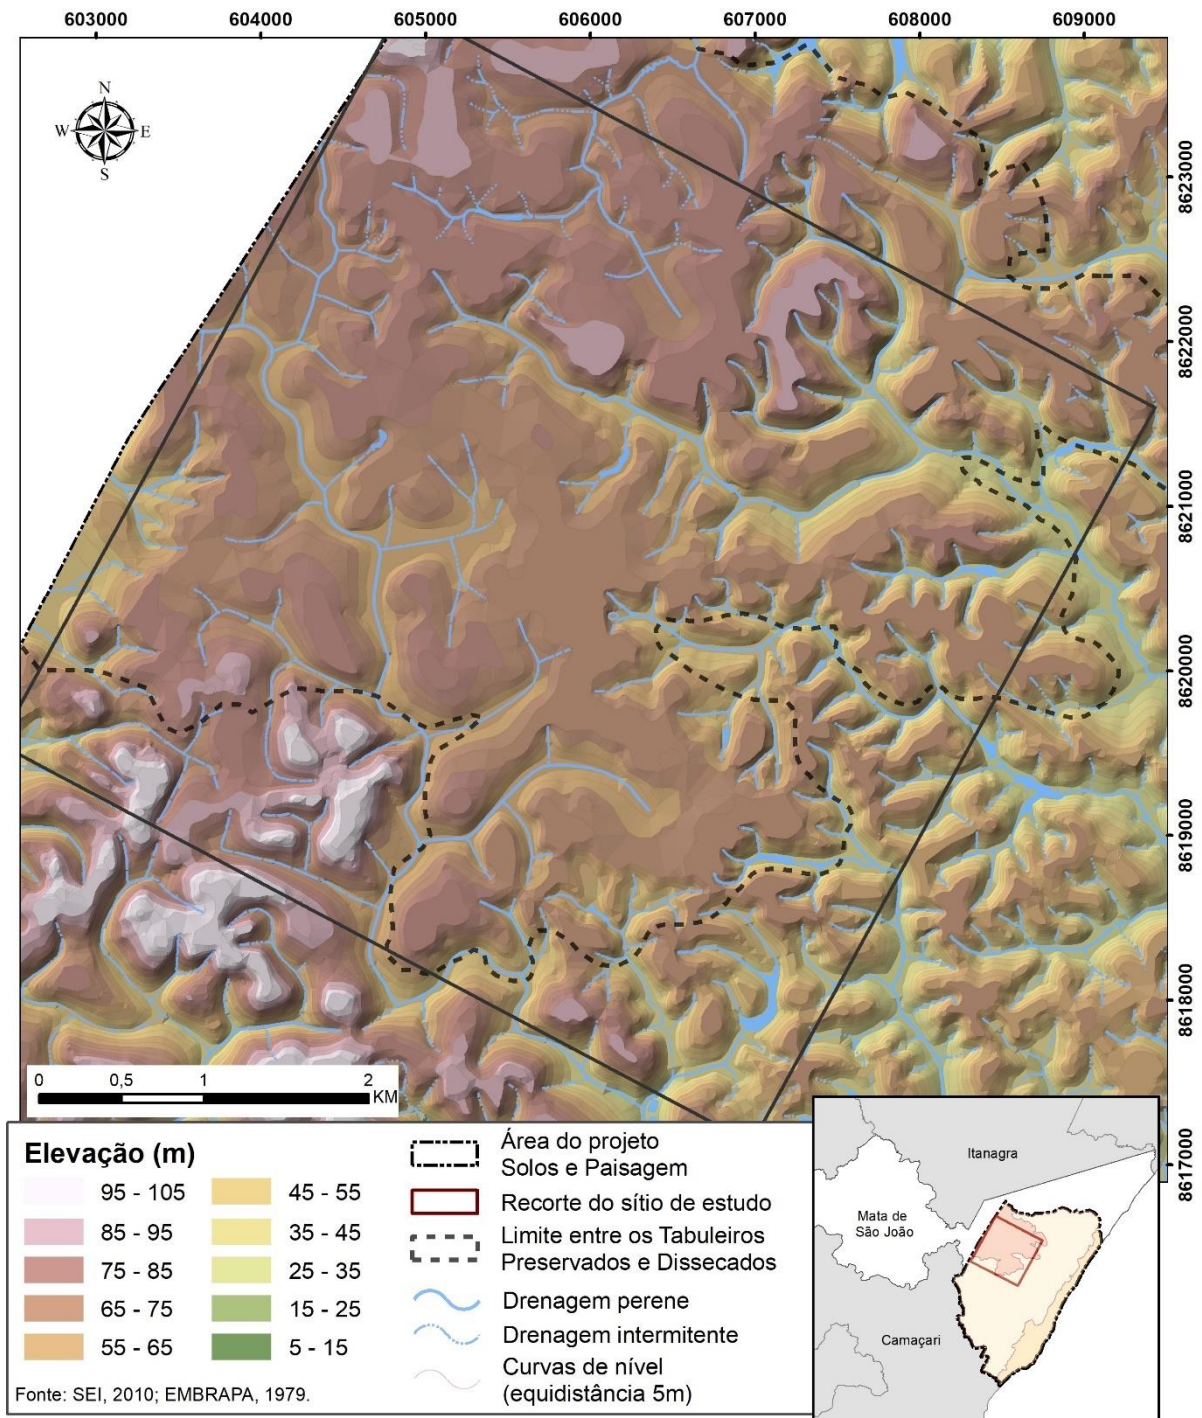 603000 604000 605000 606000 607000 608000 609000
N
W E
S
8623000
8622000
8621000
8620000
8619000
8618000
8617000
0 0,5 1 2
KM
Elevação (m)
95 - 105
85 - 95
75 - 85
65 - 75
55 - 65
45 - 55
35 - 45
25 - 35
15 - 25
5 - 15
Área do projeto
Solos e Paisagem
Recorte do sítio de estudo
Limite entre os Tabuleiros
Preservados e Dissecados
Drenagem perene
Drenagem intermitente
Curvas de nível
(equidistância 5m)
Fonte: SEI, 2010; EMBRAPA, 1979.
Itanagra
Mata de
São João
Camaçari